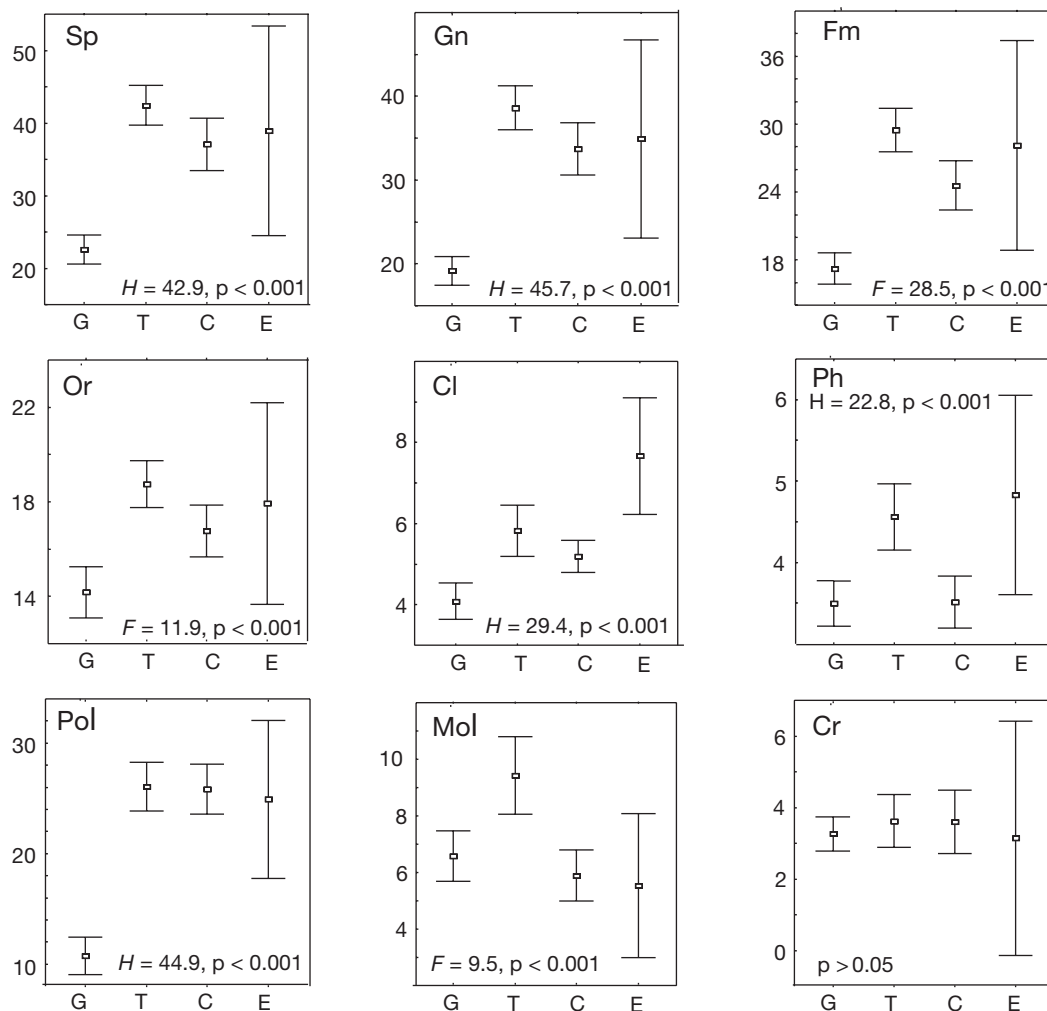 Sp
50
40
30
20
H = 42.9, p < 0.001
G T C E
Gn
40
30
20
H = 45.7, p < 0.001
G T C E
Fm
36
30
24
18
F = 28.5, p < 0.001
G T C E
Or
22
18
14
F = 11.9, p < 0.001
G T C E
Cl
8
6
4
H = 29.4, p < 0.001
G T C E
Ph
H = 22.8, p < 0.001
6
5
4
G T C E
Pol
30
20
10
H = 44.9, p < 0.001
G T C E
Mol
10
8
6
4
F = 9.5, p < 0.001
G T C E
Cr
6
4
2
0
p > 0.05
G T C E